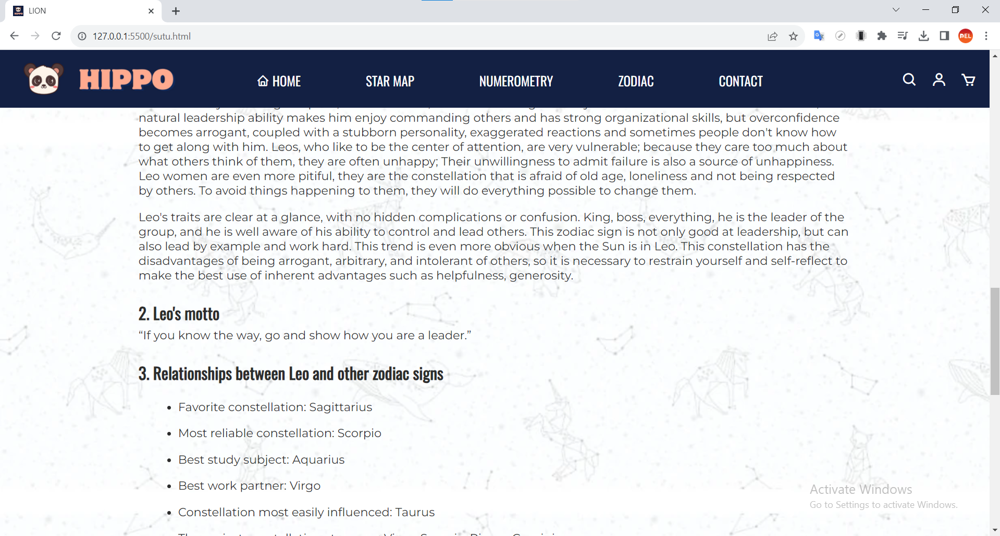 LION
127.0.0.1:5500/sutu.html
DEL
HIPPO
HOME
STAR MAP
NUMEROMETRY
ZODIAC
CONTACT
natural leadership ability makes him enjoy commanding others and has strong organizational skills, but overconfidence
becomes arrogant, coupled with a stubborn personality, exaggerated reactions and sometimes people don't know how
to get along with him. Leos, who like to be the center of attention, are very vulnerable; because they care too much about
what others think of them, they are often unhappy; Their unwillingness to admit failure is also a source of unhappiness.
Leo women are even more pitiful, they are the constellation that is afraid of old age, loneliness and not being respected
by others. To avoid things happening to them, they will do everything possible to change them.
Leo's traits are clear at a glance, with no hidden complications or confusion. King, boss, everything, he is the leader of the
group, and he is well aware of his ability to control and lead others. This zodiac sign is not only good at leadership, but can
also lead by example and work hard. This trend is even more obvious when the Sun is in Leo. This constellation has the
disadvantages of being arrogant, arbitrary, and intolerant of others, so it is necessary to restrain yourself and self-reflect to
make the best use of inherent advantages such as helpfulness, generosity.
2. Leo's motto
“If you know the way, go and show how you are a leader.”
3. Relationships between Leo and other zodiac signs
• Favorite constellation: Sagittarius
• Most reliable constellation: Scorpio
• Best study subject: Aquarius
• Best work partner: Virgo
• Constellation most easily influenced: Taurus
Activate Windows
Go to Settings to activate Windows.